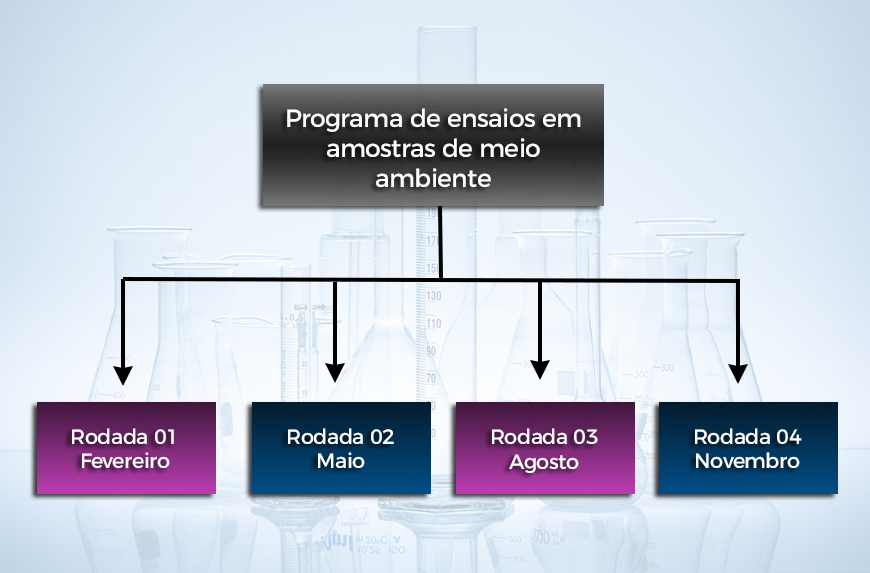 Programa de ensaios em
amostras de meio
ambiente
Rodada 01
Fevereiro
Rodada 02
Maio
Rodada 03
Agosto
Rodada 04
Novembro